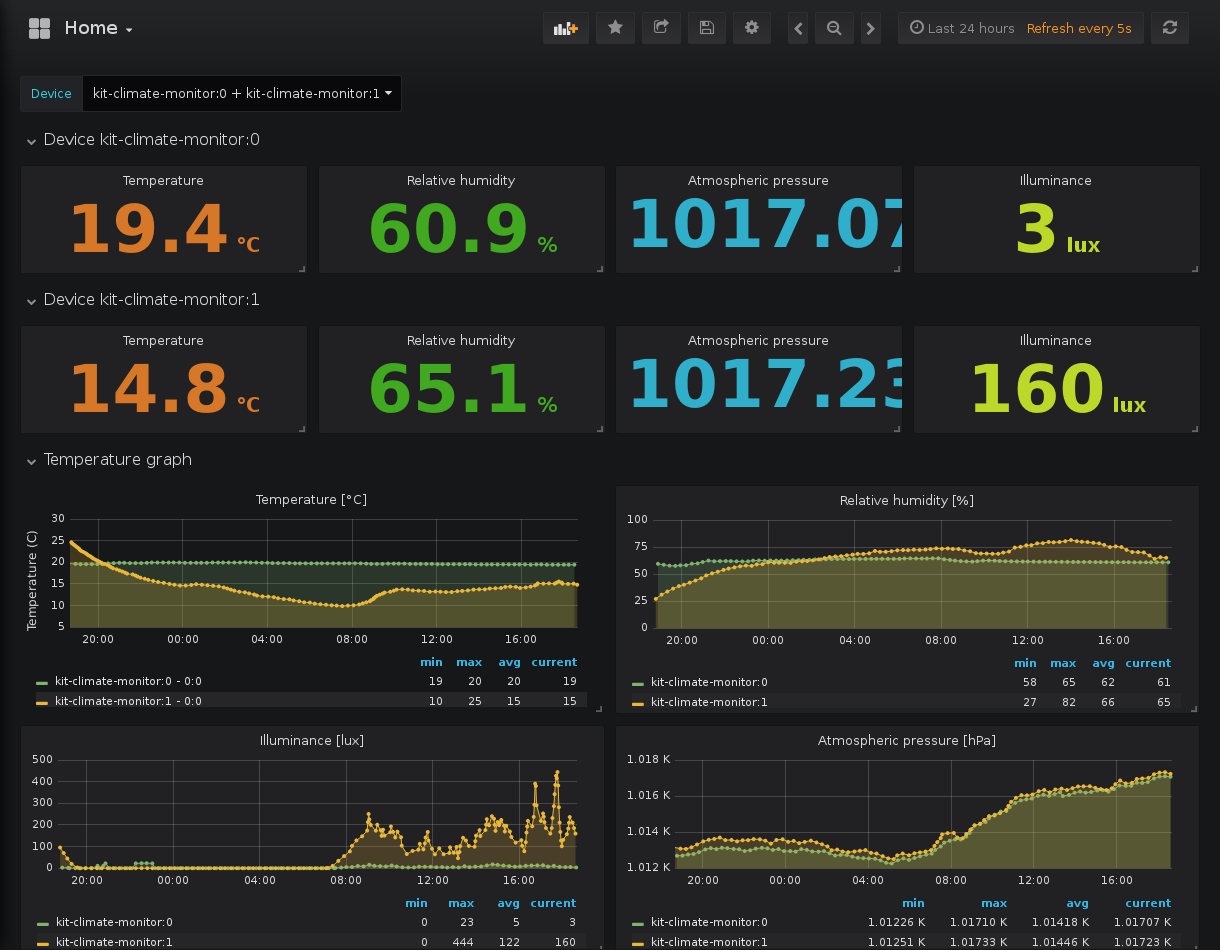 Home
Last 24 hours Refresh every 5s
Device kit-climate-monitor:0 + kit-climate-monitor:1
Device kit-climate-monitor:0
Temperature Relative humidity Atmospheric pressure Illuminance
19.4 °C 60.9 % 1017.07 3 lux
Device kit-climate-monitor:1
Temperature Relative humidity Atmospheric pressure Illuminance
14.8 °C 65.1 % 1017.23 160 lux
Temperature graph
Temperature [°C]
Temperature (C)
30
25
20
15
10
5
20:00 00:00 04:00 08:00 12:00 16:00
min max avg current
kit-climate-monitor:0 - 0:0 19 20 20 19
kit-climate-monitor:1 - 0:0 10 25 15 15
Relative humidity [%]
100
75
50
25
0
20:00 00:00 04:00 08:00 12:00 16:00
min max avg current
kit-climate-monitor:0 58 65 62 61
kit-climate-monitor:1 27 82 66 65
Illuminance [lux]
500
400
300
200
100
0
20:00 00:00 04:00 08:00 12:00 16:00
min max avg current
kit-climate-monitor:0 0 23 5 3
kit-climate-monitor:1 0 444 122 160
Atmospheric pressure [hPa]
1.018 K
1.016 K
1.014 K
1.012 K
20:00 00:00 04:00 08:00 12:00 16:00
min max avg current
kit-climate-monitor:0 1.01226 K 1.01710 K 1.01418 K 1.01707 K
kit-climate-monitor:1 1.01251 K 1.01733 K 1.01446 K 1.01723 K